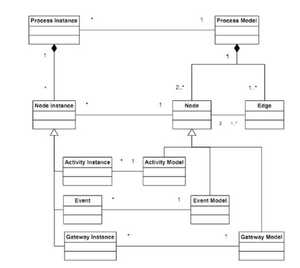 Process Instance * 1 Process Model
1 1
* 2..* 1..*
Node Instance * 1 Node Edge
2 1..*
Activity Instance * 1 Activity Model
Event * 1 Event Model
Gateway Instance * 1 Gateway Model